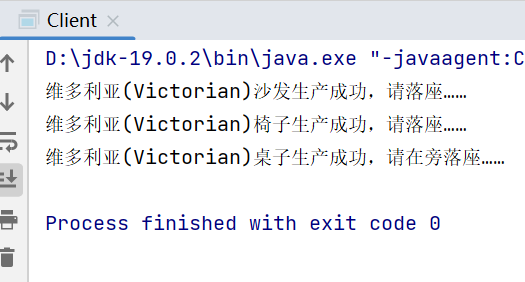 Client
D:\jdk-19.0.2\bin\java.exe "-javaagent:C
维多利亚(Victorian)沙发生产成功，请落座……
维多利亚(Victorian)椅子生产成功，请落座……
维多利亚(Victorian)桌子生产成功，请在旁落座……
Process finished with exit code 0